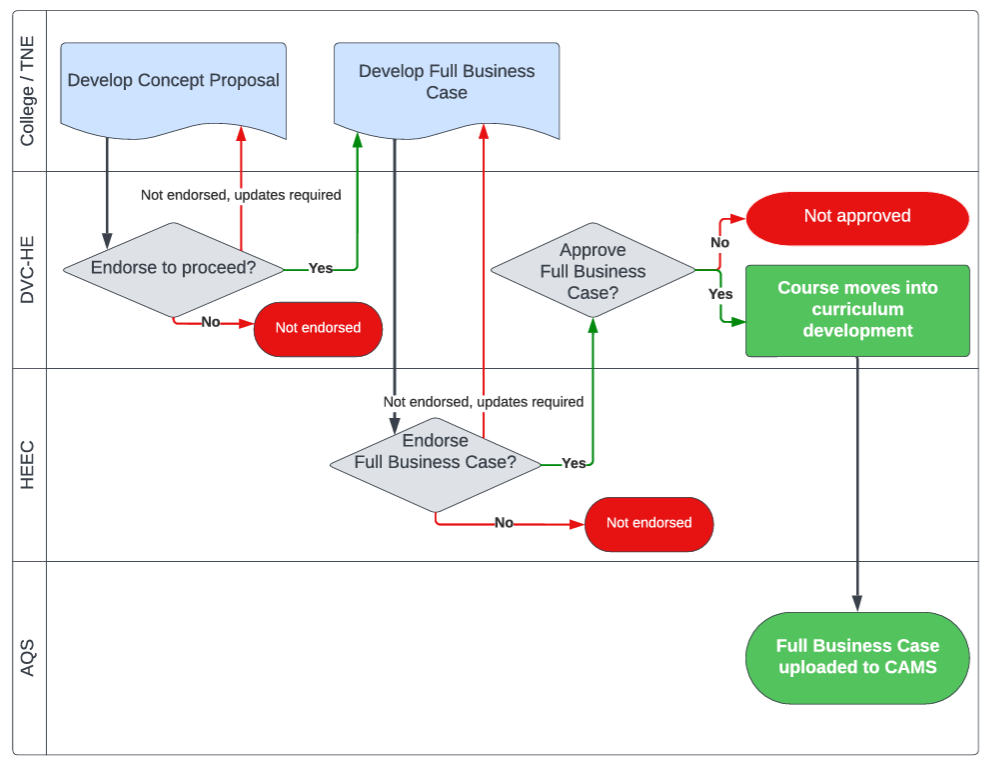 College / TNE
Develop Concept Proposal
Develop Full Business
Case
DVC-HE
Not endorsed, updates required
Endorse to proceed?
Yes
No
Not endorsed
Approve
Full Business
Case?
No
Not approved
Yes
Course moves into
curriculum
development
HEEC
Not endorsed, updates required
Endorse
Full Business Case?
Yes
No
Not endorsed
AQS
Full Business Case
uploaded to CAMS